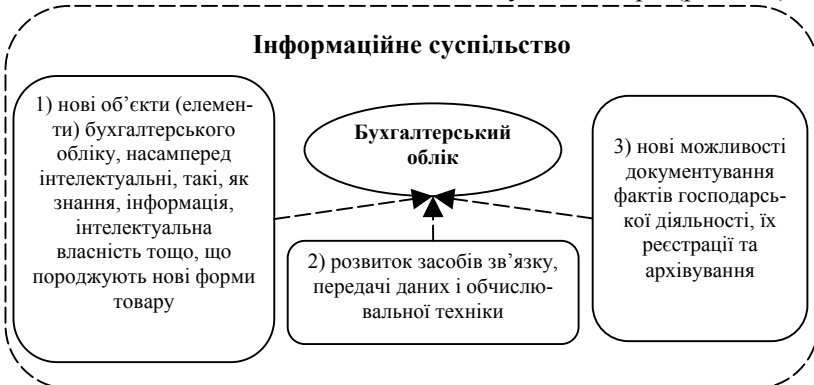 Інформаційне суспільство
1) нові об’єкти (елемен-
ти) бухгалтерського
обліку, насамперед
інтелектуальні, такі, як
знання, інформація,
інтелектуальна
власність тощо, що
породжують нові форми
товару
Бухгалтерський
облік
2) розвиток засобів зв’язку,
передачі даних і обчислю-
вальної техніки
3) нові можливості
документування
фактів господарсь-
кої діяльності, їх
реєстрації та
архівування